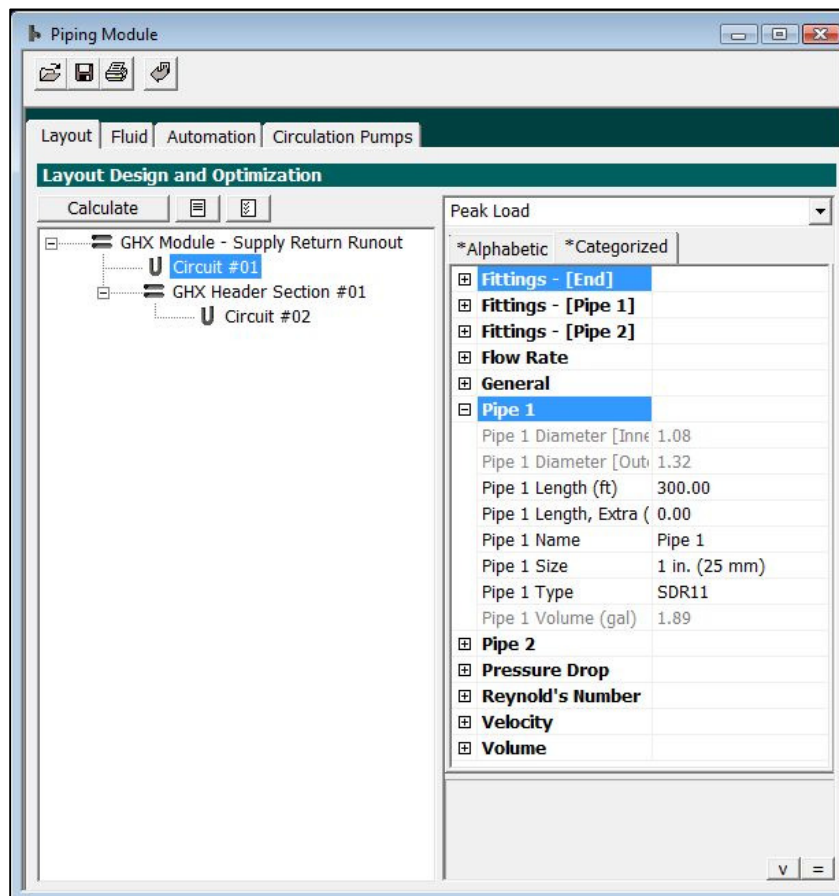 Piping Module
Layout Fluid Automation Circulation Pumps
Layout Design and Optimization
Calculate
GHX Module - Supply Return Runout
Circuit #01
GHX Header Section #01
Circuit #02
Peak Load
*Alphabetic *Categorized
Fittings - [End]
Fittings - [Pipe 1]
Fittings - [Pipe 2]
Flow Rate
General
Pipe 1
Pipe 1 Diameter [Inne 1.08
Pipe 1 Diameter [Out 1.32
Pipe 1 Length (ft) 300.00
Pipe 1 Length, Extra ( 0.00
Pipe 1 Name Pipe 1
Pipe 1 Size 1 in. (25 mm)
Pipe 1 Type SDR11
Pipe 1 Volume (gal) 1.89
Pipe 2
Pressure Drop
Reynold's Number
Velocity
Volume
v =